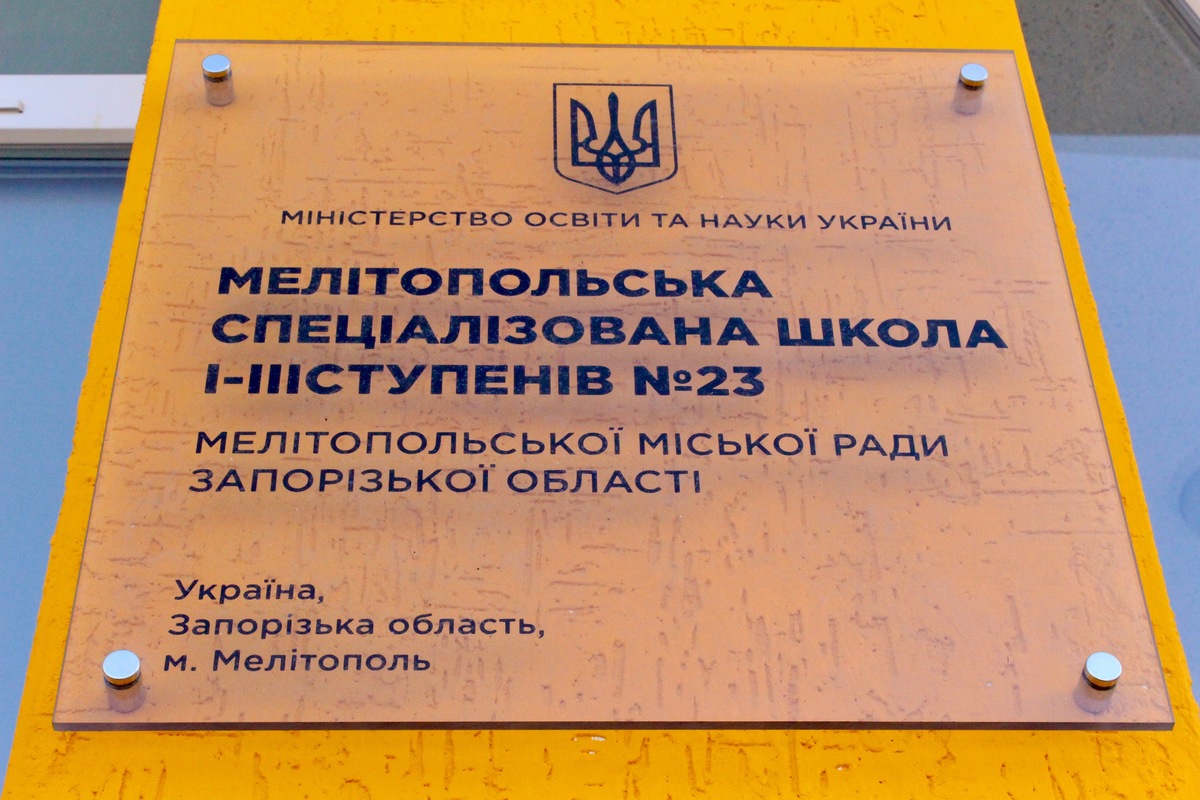 МІНІСТЕРСТВО ОСВІТИ ТА НАУКИ УКРАЇНИ
МЕЛІТОПОЛЬСЬКА
СПЕЦІАЛІЗОВАНА ШКОЛА
І-ІІІСТУПЕНІВ №23
МЕЛІТОПОЛЬСЬКОЇ МІСЬКОЇ РАДИ
ЗАПОРІЗЬКОЇ ОБЛАСТІ
Україна,
Запорізька область,
м. Мелітополь